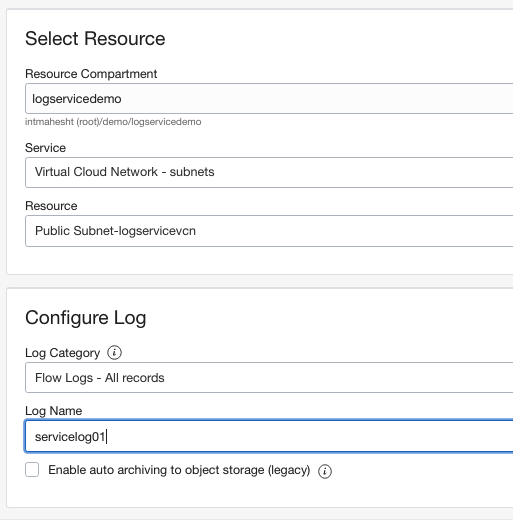 Select Resource
Resource Compartment
logservicedemo
intmahesht (root)/demo/logservicedemo
Service
Virtual Cloud Network - subnets
Resource
Public Subnet-logservicevcn
Configure Log
Log Category
Flow Logs - All records
Log Name
servicelog01
Enable auto archiving to object storage (legacy)